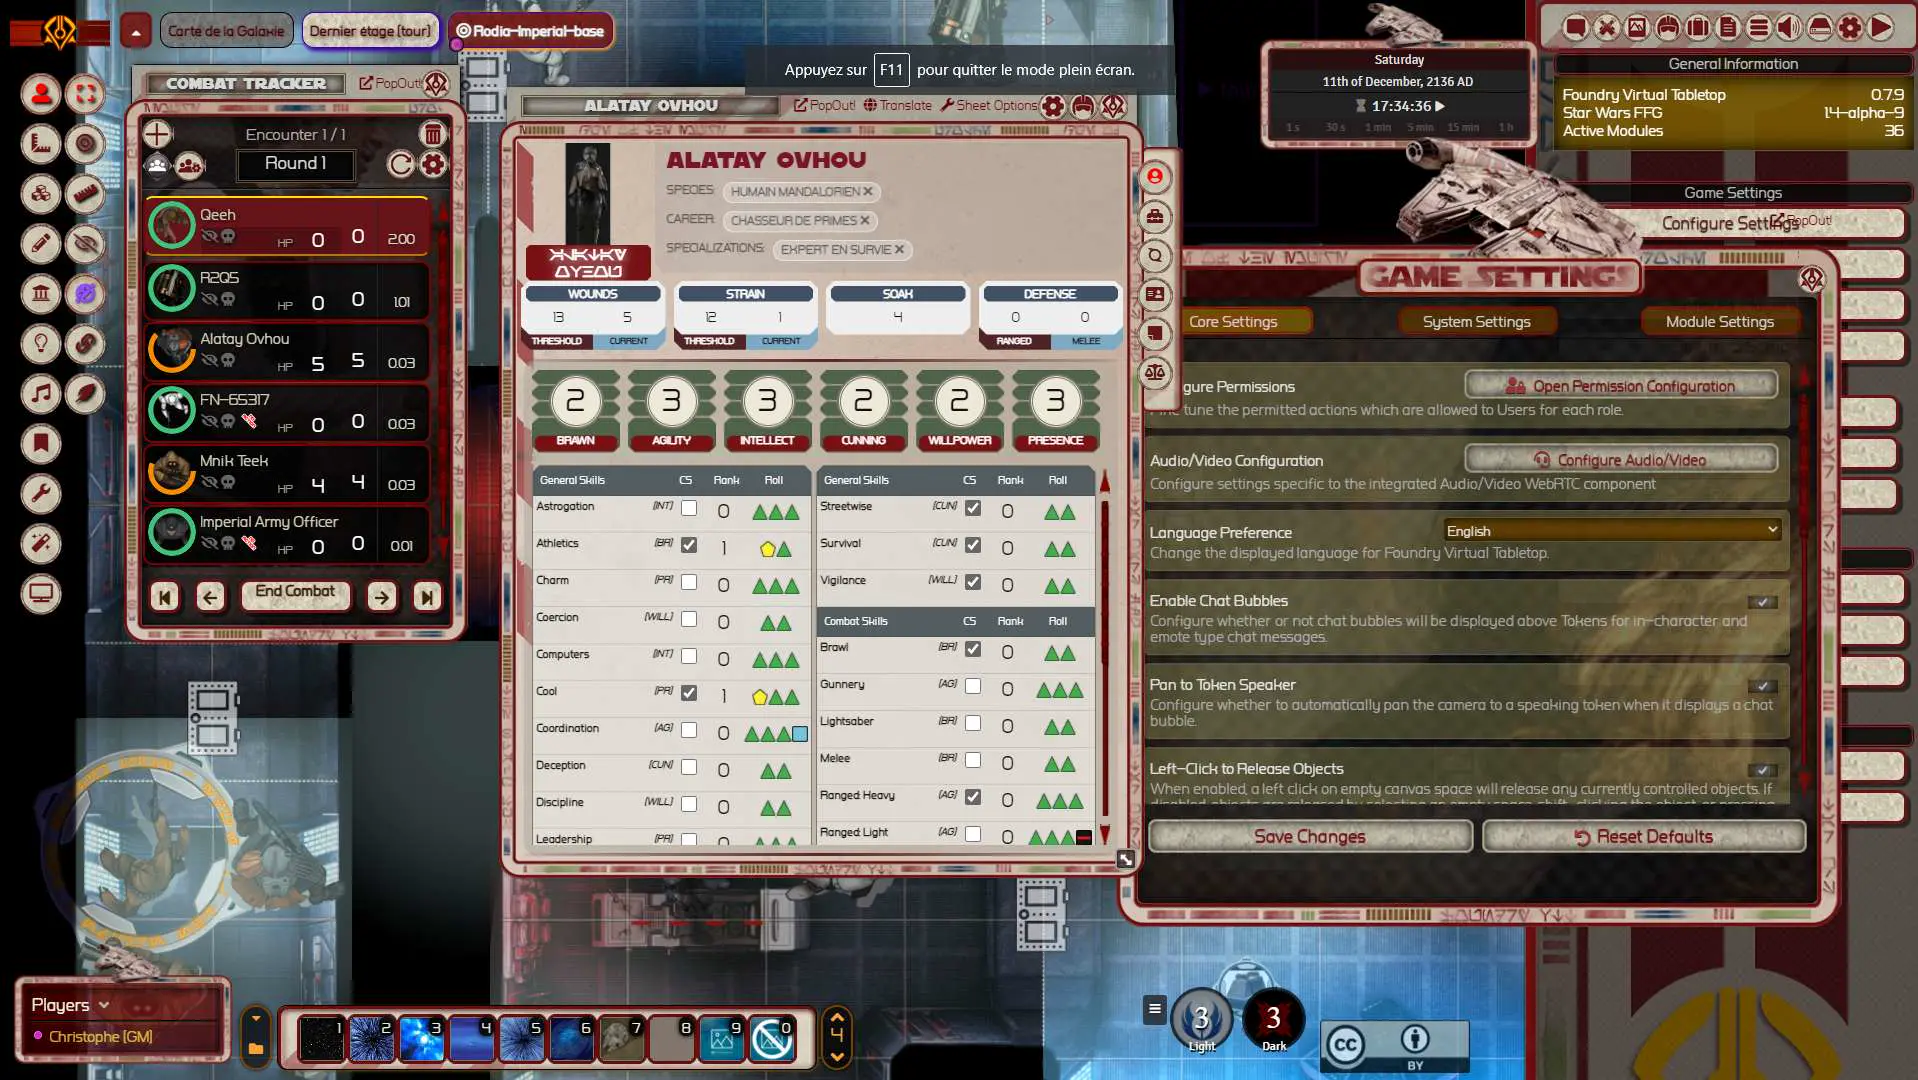 Carte de la Galaxie
Dernier étage (tour)
Rodia-Imperial-base
Appuyez sur F11 pour quitter le mode plein écran.
COMBAT TRACKER
PopOut!
Encounter 1 / 1
Round 1
Qeeh
HP 0 0 2.00
R2Q5
HP 0 0 1.01
Alatay Ovhou
HP 5 5 0.03
FN-65317
HP 0 0 0.03
Mnik Teek
HP 4 4 0.03
Imperial Army Officer
HP 0 0 0.01
End Combat
ALATAY OVHOU
PopOut! Translate Sheet Options
ALATAY OVHOU
SPECIES: HUMAIN MANDALORIEN
CAREER: CHASSEUR DE PRIMES
SPECIALIZATIONS: EXPERT EN SURVIE
WOUNDS
13 5
THRESHOLD CURRENT
STRAIN
12 1
THRESHOLD CURRENT
SOAK
4
DEFENSE
0 0
RANGED MELEE
2 3 3 2 2 3
BRAWN AGILITY INTELLECT CUNNING WILLPOWER PRESENCE
General Skills CS Rank Roll
Astrogation (INT) 0
Athletics (BR) 1
Charm (PR) 0
Coercion (WILL) 0
Computers (INT) 0
Cool (PR) 1
Coordination (AG) 0
Deception (CUN) 0
Discipline (WILL) 0
Leadership (PR) 0
General Skills CS Rank Roll
Streetwise (CUN) 0
Survival (CUN) 0
Vigilance (WILL) 0
Combat Skills CS Rank Roll
Brawl (BR) 0
Gunnery (AG) 0
Lightsaber (BR) 0
Melee (BR) 0
Ranged: Heavy (AG) 0
Ranged: Light (AG) 0
Saturday
11th of December, 2136 AD
17:34:36
1 s 30 s 1 min 5 min 15 min 1 h
General Information
Foundry Virtual Tabletop 0.7.9
Star Wars FFG 1.4-alpha-9
Active Modules 36
Game Settings
Configure Settings
PopOut!
GAME SETTINGS
Core Settings System Settings Module Settings
gure Permissions
Open Permission Configuration
tune the permitted actions which are allowed to Users for each role.
Audio/Video Configuration
Configure Audio/Video
Configure settings specific to the integrated Audio/Video WebRTC component
Language Preference
English
Change the displayed language for Foundry Virtual Tabletop.
Enable Chat Bubbles
Configure whether or not chat bubbles will be displayed above Tokens for in-character and
emote type chat messages.
Pan to Token Speaker
Configure whether to automatically pan the camera to a speaking token when it displays a chat
bubble.
Left-Click to Release Objects
When enabled, a left click on empty canvas space will release any currently controlled objects. If
Save Changes
Reset Defaults
Players
Christophe [GM]
1 2 3 4 5 6 7 8 9 0
4
3
Light
3
Dark
CC
BY